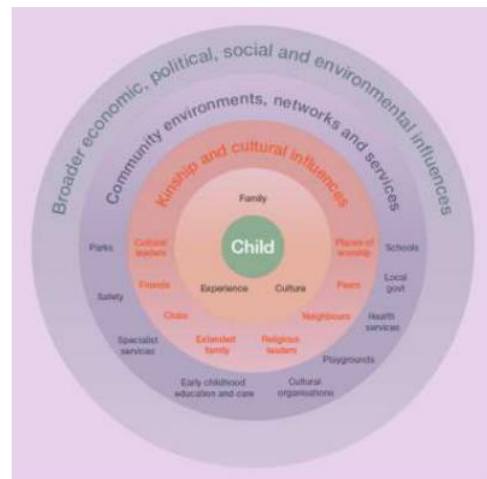 Broader economic, political, social and environmental influences
Community environments, networks and services
Kinship and cultural influences
Family
Child
Experience
Culture
Cultural
leaders
Places of
worship
Friends
Peers
Clubs
Neighbours
Extended
family
Religious
leaders
Parks
Schools
Safety
Local
govt
Health
services
Specialist
services
Playgrounds
Early childhood
education and care
Cultural
organisations